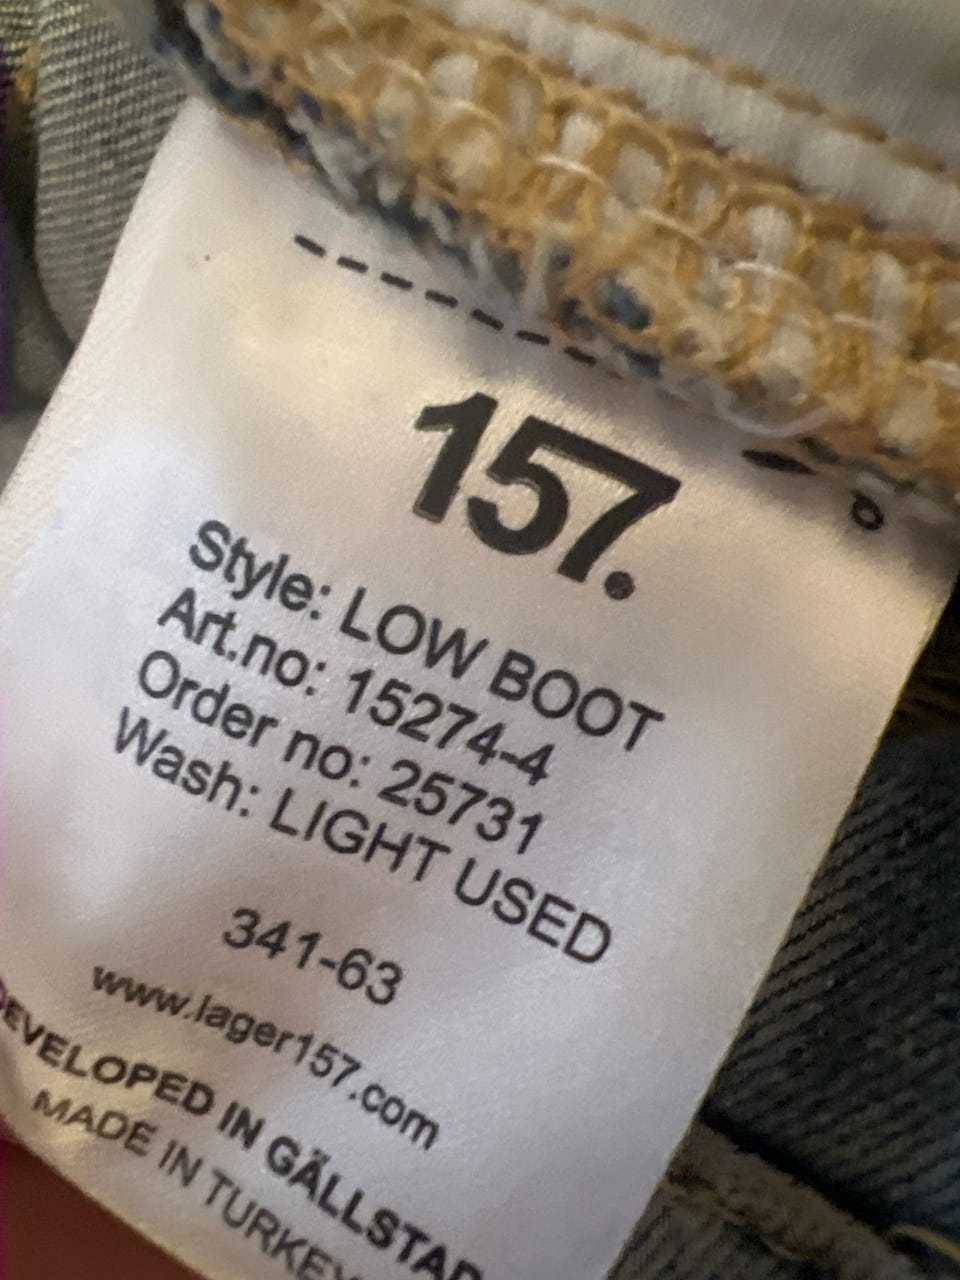 157.
Style: LOW BOOT
Art.no: 15274-4
Order no: 25731
Wash: LIGHT USED
341-63
www.lager157.com
DEVELOPED IN GÄLLSTAD
MADE IN TURKEY